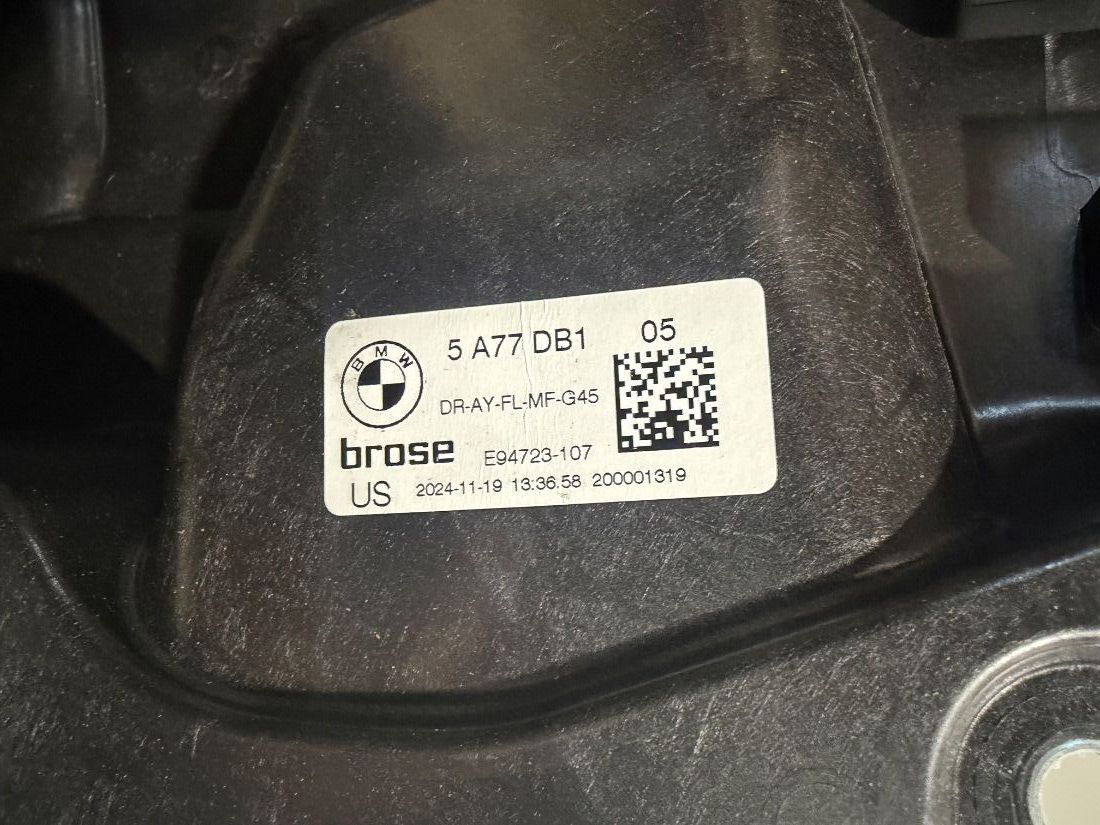 BMW
5 A77 DB1 05
DR-AY-FL-MF-G45
brose E94723-107
US 2024-11-19 13:36.58 200001319